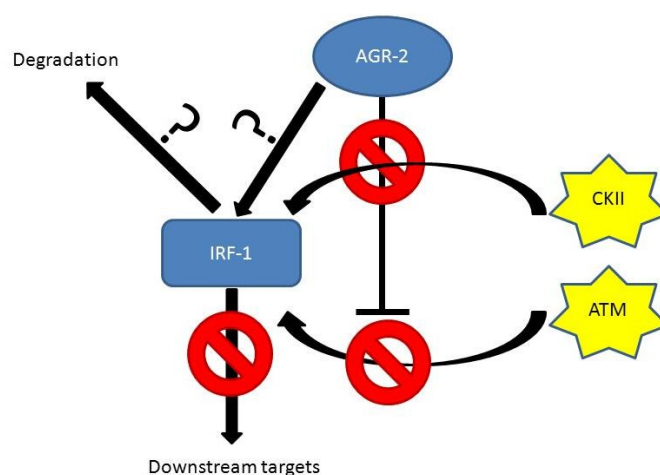 AGR-2
Degradation
?
?
CKII
IRF-1
ATM
Downstream targets